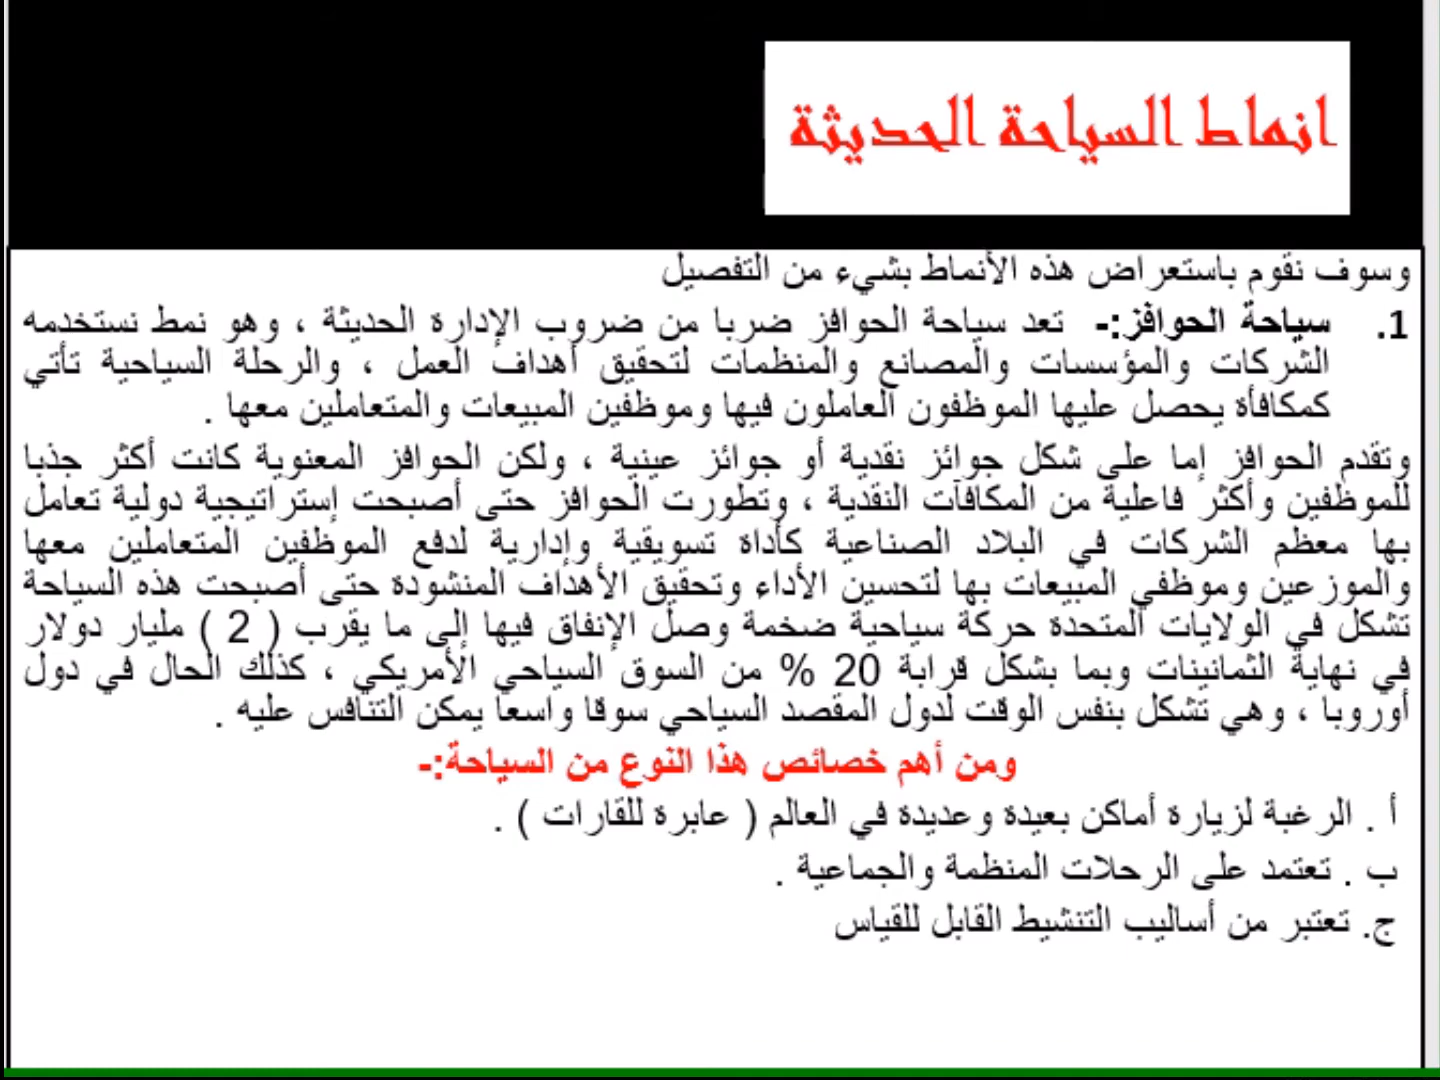 انماط السياحة الحديثة
وسوف نقوم باستعراض هذه الأنماط بشيء من التفصيل
1. سياحة الحوافز:- تعد سياحة الحوافز ضربا من ضروب الإدارة الحديثة ، وهو نمط نستخدمه
الشركات والمؤسسات والمصانع والمنظمات لتحقيق أهداف العمل ، والرحلة السياحية تأتي
كمكافأة يحصل عليها الموظفون العاملون فيها وموظفين المبيعات والمتعاملين معها .
وتقدم الحوافز إما على شكل جوائز نقدية أو جوائز عينية ، ولكن الحوافز المعنوية كانت أكثر جذبا
للموظفين وأكثر فاعلية من المكافآت النقدية ، وتطورت الحوافز حتى أصبحت إستراتيجية دولية تعامل
بها معظم الشركات في البلاد الصناعية كأداة تسويقية وإدارية لدفع الموظفين المتعاملين معها
والموزعين وموظفي المبيعات بها لتحسين الأداء وتحقيق الأهداف المنشودة حتى أصبحت هذه السياحة
تشكل في الولايات المتحدة حركة سياحية ضخمة وصل الإنفاق فيها إلى ما يقرب ( 2 ) مليار دولار
في نهاية الثمانينات وبما بشكل قرابة 20 % من السوق السياحي الأمريكي ، كذلك الحال في دول
أوروبا ، وهي تشكل بنفس الوقت لدول المقصد السياحي سوقا واسعا يمكن التنافس عليه .
ومن أهم خصائص هذا النوع من السياحة:-
أ . الرغبة لزيارة أماكن بعيدة وعديدة في العالم ( عابرة للقارات ) .
ب . تعتمد على الرحلات المنظمة والجماعية .
ج. تعتبر من أساليب التنشيط القابل للقياس